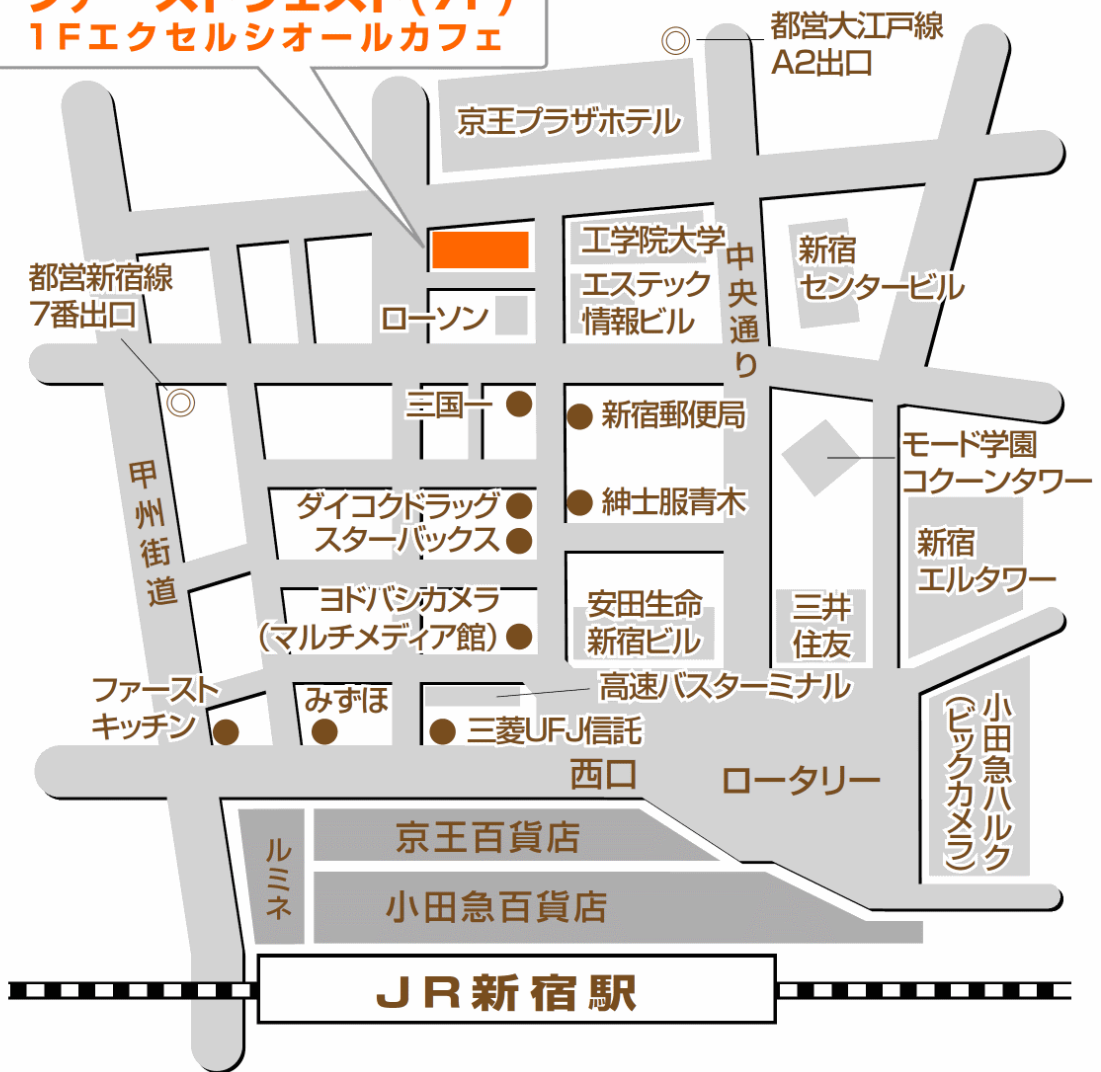 ファーストウェスト(7F)
1Fエクセルシオールカフェ
都営大江戸線
A2出口
京王プラザホテル
工学院大学
エステック
情報ビル
中央通り
新宿
センタービル
都営新宿線
7番出口
ローソン
三国一
新宿郵便局
モード学園
コクーンタワー
甲州街道
ダイコクドラッグ
スターバックス
紳士服青木
新宿
エルタワー
ヨドバシカメラ
(マルチメディア館)
安田生命
新宿ビル
三井
住友
ファースト
キッチン
みずほ
高速バスターミナル
三菱UFJ信託
小田急ハルク
(ビックカメラ)
西口
ロータリー
ルミネ
京王百貨店
小田急百貨店
JR新宿駅